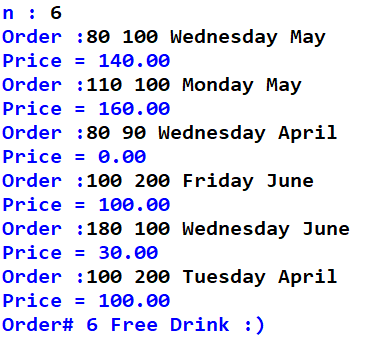 n : 6
Order :80 100 Wednesday May
Price = 140.00
Order :110 100 Monday May
Price = 160.00
Order :80 90 Wednesday April
Price = 0.00
Order :100 200 Friday June
Price = 100.00
Order :180 100 Wednesday June
Price = 30.00
Order :100 200 Tuesday April
Price = 100.00
Order# 6 Free Drink :)